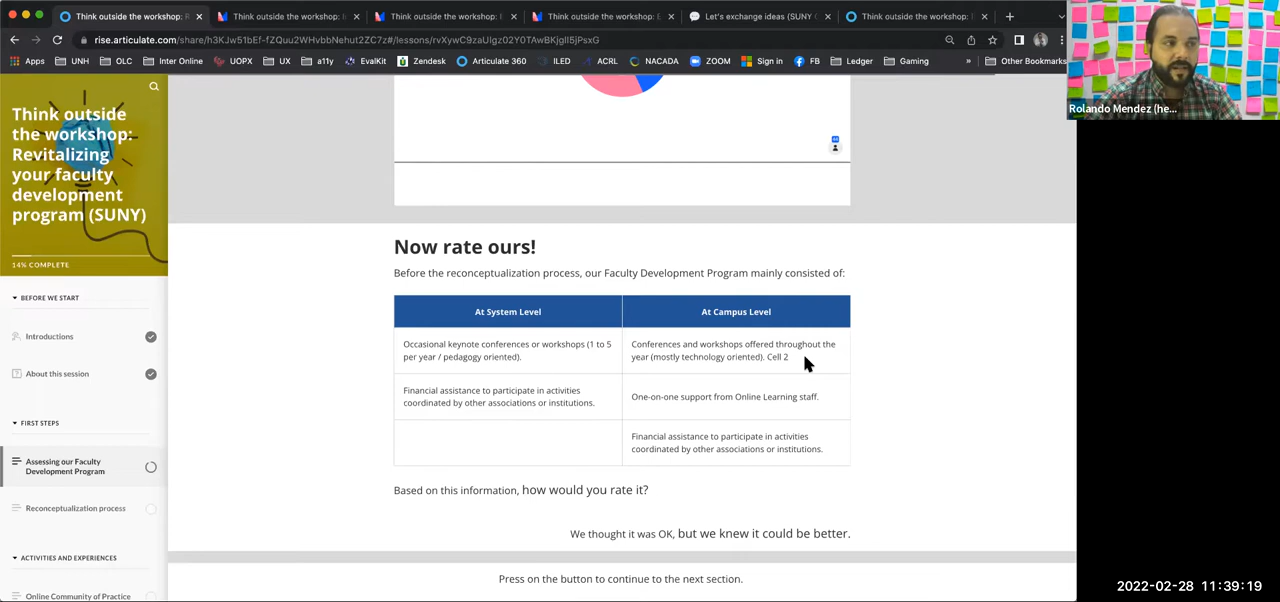 Think outside the workshop: R
Think outside the workshop: I
Think outside the workshop: I
Think outside the workshop: E
Let's exchange ideas (SUNY C
Think outside the workshop:
rise.articulate.com/share/h3KJw51bEf-fZQuu2WHvbbNehut2ZC7z#/lessons/rvXywC9zaUIgz02Y0TAwBKjglI5jPsxG
Apps UNH OLC Inter Online UOPX UX a11y EvalKit Zendesk Articulate 360 ILED ACRL NACADA ZOOM Sign in FB Ledger Gaming » Other Bookmarks
Rolando Mendez (he...
Think outside
the workshop:
Revitalizing
your faculty
development
program (SUNY)
14% COMPLETE
BEFORE WE START
Introductions
About this session
FIRST STEPS
Assessing our Faculty
Development Program
Reconceptualization process
ACTIVITIES AND EXPERIENCES
Online Community of Practice
Now rate ours!
Before the reconceptualization process, our Faculty Development Program mainly consisted of:
At System Level
At Campus Level
Occasional keynote conferences or workshops (1 to 5
per year / pedagogy oriented).
Conferences and workshops offered throughout the
year (mostly technology oriented). Cell 2
Financial assistance to participate in activities
coordinated by other associations or institutions.
One-on-one support from Online Learning staff.
Financial assistance to participate in activities
coordinated by other associations or institutions.
Based on this information, how would you rate it?
We thought it was OK, but we knew it could be better.
Press on the button to continue to the next section.
2022-02-28 11:39:19